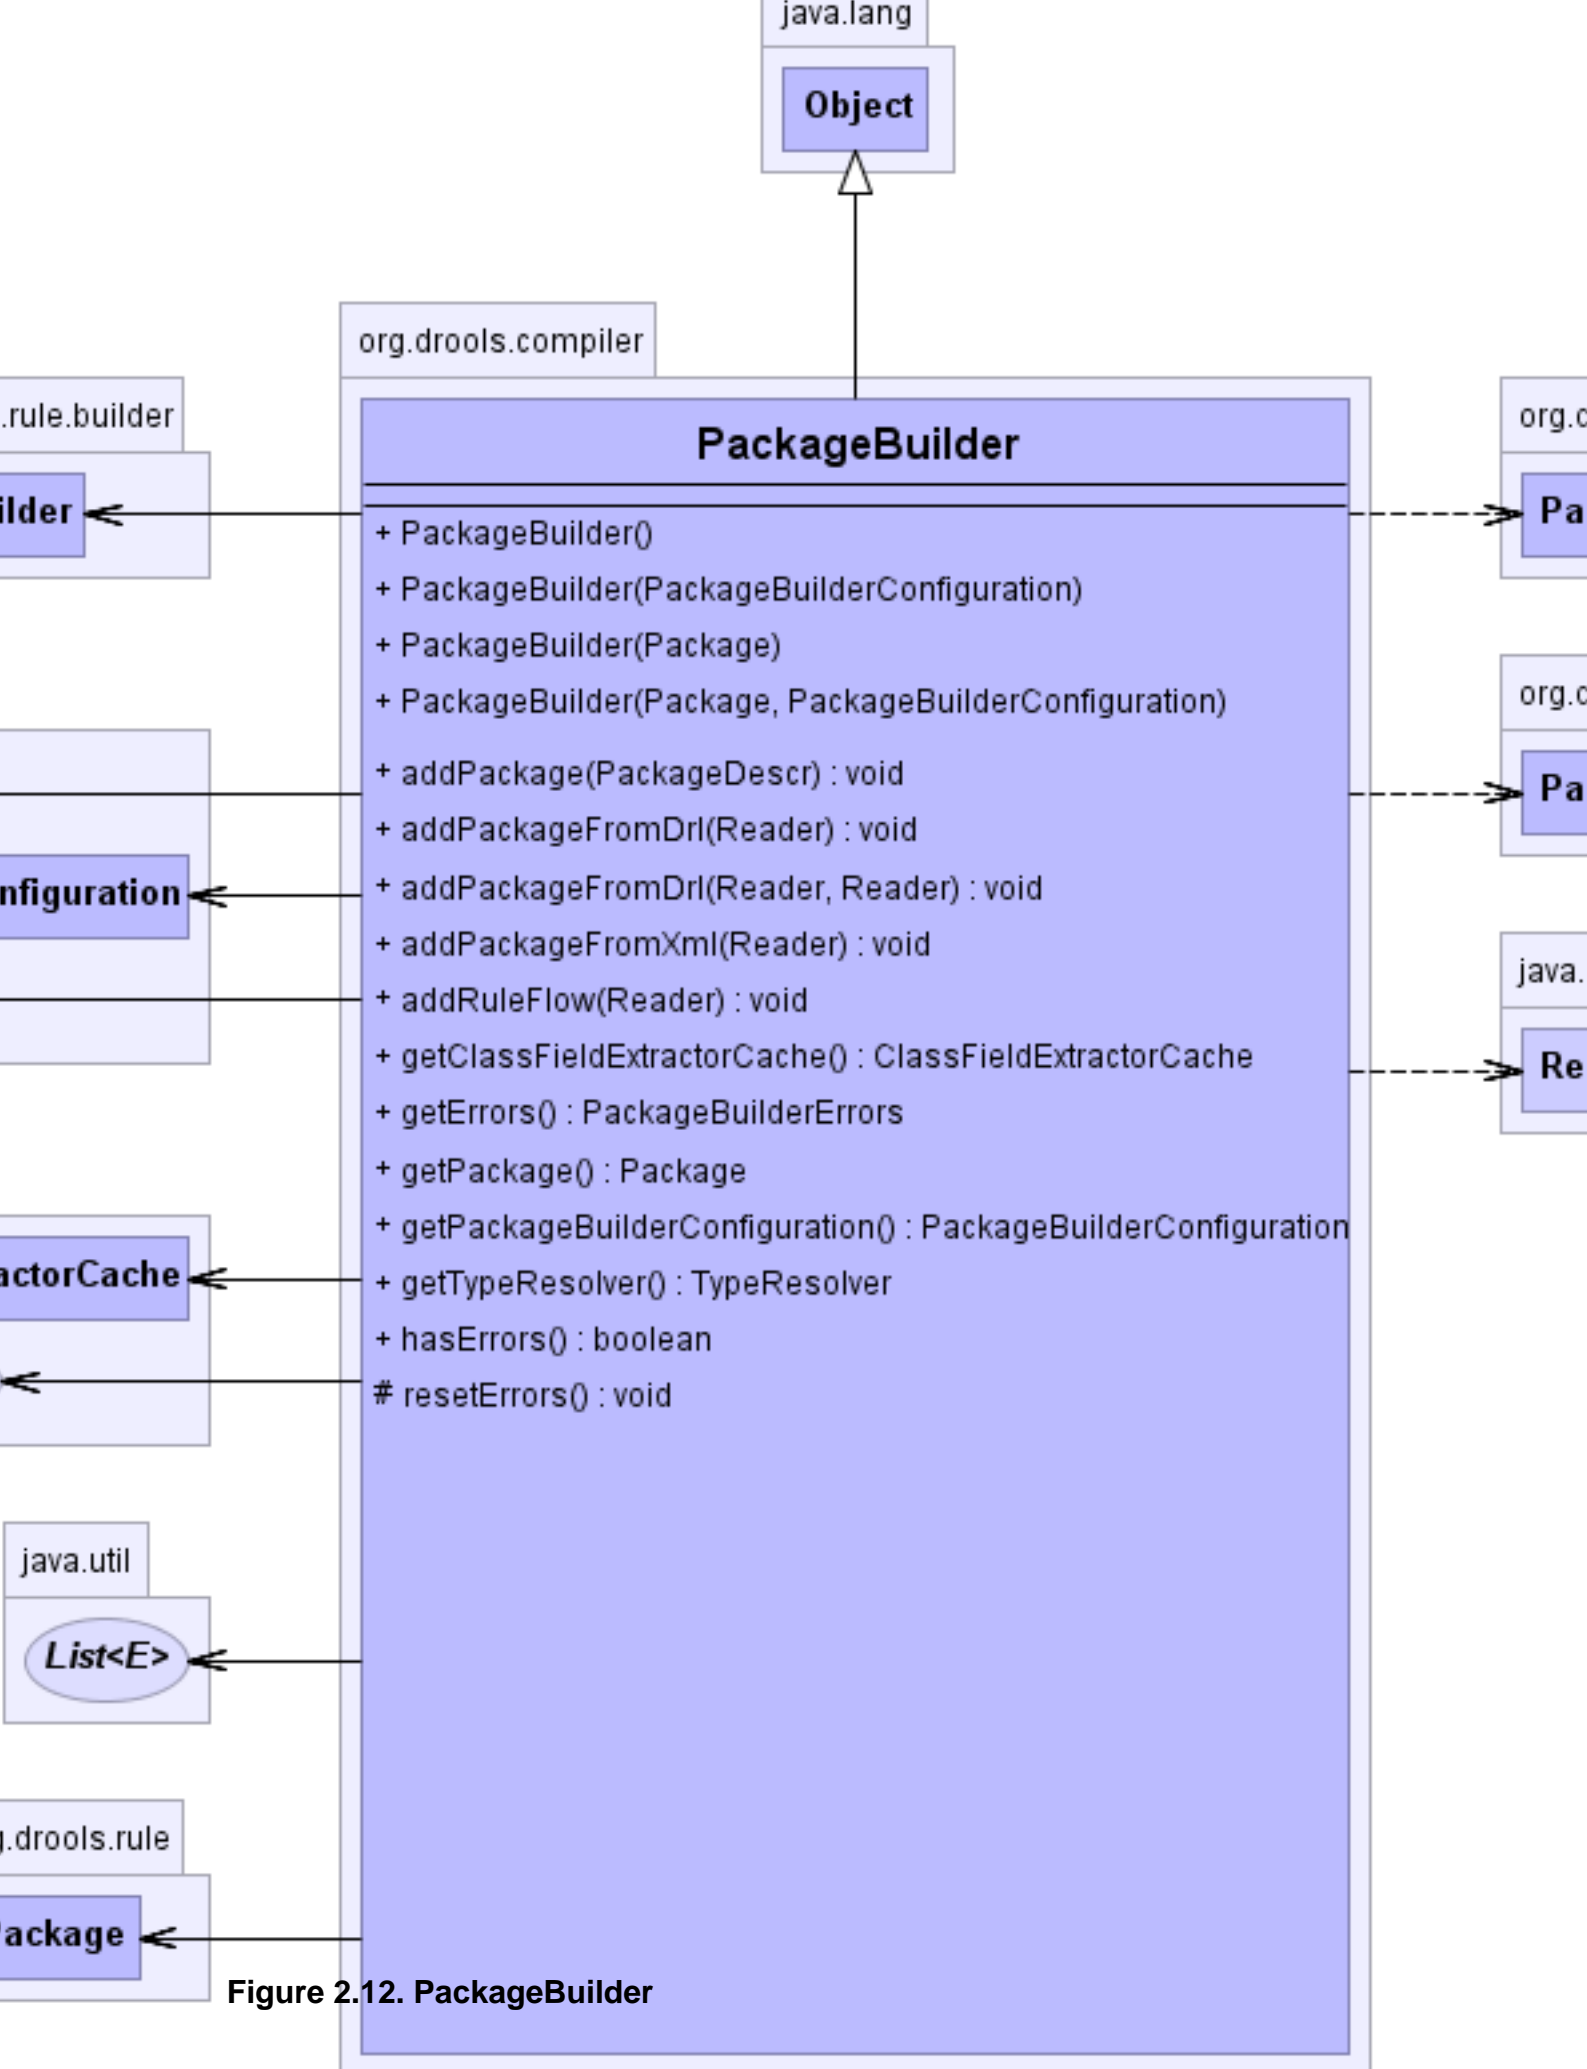 java.lang
Object
org.drools.compiler
PackageBuilder
+ PackageBuilder()
+ PackageBuilder(PackageBuilderConfiguration)
+ PackageBuilder(Package)
+ PackageBuilder(Package, PackageBuilderConfiguration)
+ addPackage(PackageDescr) : void
+ addPackageFromDrl(Reader) : void
+ addPackageFromDrl(Reader, Reader) : void
+ addPackageFromXml(Reader) : void
+ addRuleFlow(Reader) : void
+ getClassFieldExtractorCache() : ClassFieldExtractorCache
+ getErrors() : PackageBuilderErrors
+ getPackage() : Package
+ getPackageBuilderConfiguration() : PackageBuilderConfiguration
+ getTypeResolver() : TypeResolver
+ hasErrors() : boolean
# resetErrors() : void
.rule.builder
ilder
nfiguration
actorCache
java.util
List<E>
g.drools.rule
Package
org.d
Pa
org.d
Pa
java.
Re
Figure 2.12. PackageBuilder